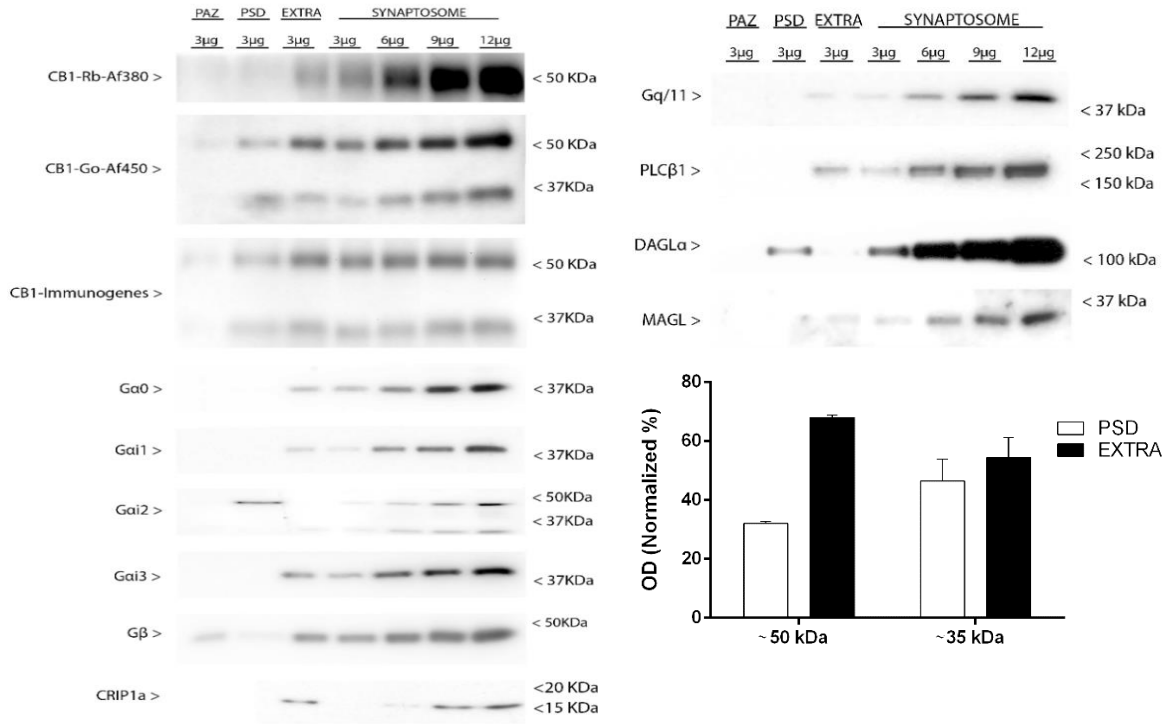 PAZ PSD EXTRA SYNAPTOSOME
3µg 3µg 3µg 3µg 6µg 9µg 12µg
CB1-Rb-Af380 > < 50 KDa
CB1-Go-Af450 > < 50 KDa
< 37KDa
CB1-Immunogenes > < 50 KDa
< 37KDa
Gα0 > < 37KDa
Gαi1 > < 37KDa
Gαi2 > < 50KDa
< 37KDa
Gαi3 > < 37KDa
Gβ > < 50KDa
CRIP1a > <20 KDa
<15 KDa
PAZ PSD EXTRA SYNAPTOSOME
3µg 3µg 3µg 3µg 6µg 9µg 12µg
Gq/11 > < 37 kDa
PLCβ1 > < 250 kDa
< 150 kDa
DAGLα > < 100 kDa
MAGL > < 37 kDa
OD (Normalized %)
80
60
40
20
0
~50 kDa ~35 kDa
PSD
EXTRA